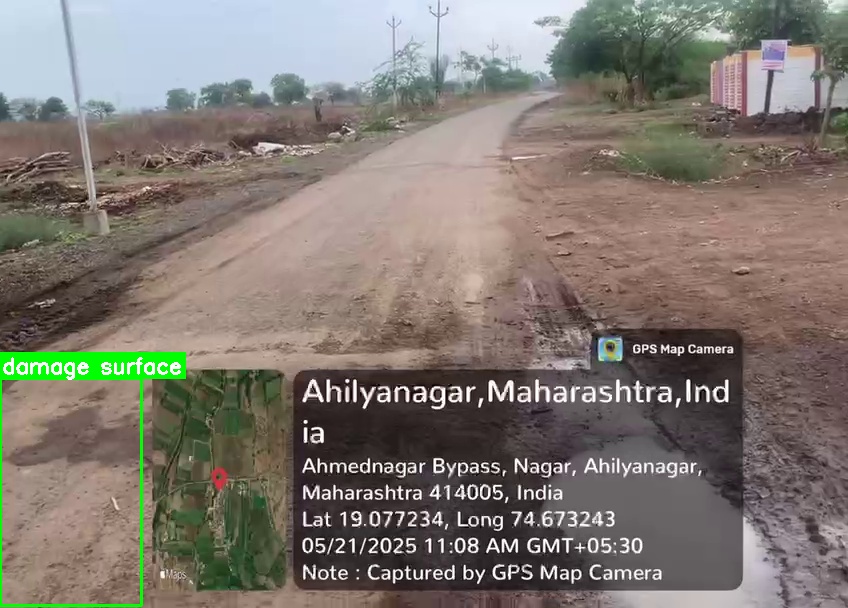 damage surface
GPS Map Camera
Ahilyanagar,Maharashtra,Ind
ia
Ahmednagar Bypass, Nagar, Ahilyanagar,
Maharashtra 414005, India
Lat 19.077234, Long 74.673243
05/21/2025 11:08 AM GMT+05:30
Note : Captured by GPS Map Camera
Maps